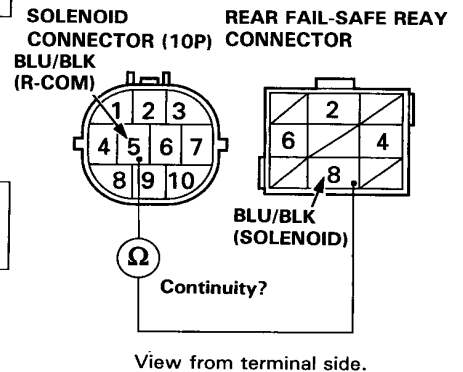 SOLENOID
CONNECTOR (10P)
BLU/BLK
(R-COM)
REAR FAIL-SAFE REAY
CONNECTOR
1 2 3
4 5 6 7
8 9 10
2
6 4
8
BLU/BLK
(SOLENOID)
Ω
Continuity?
View from terminal side.